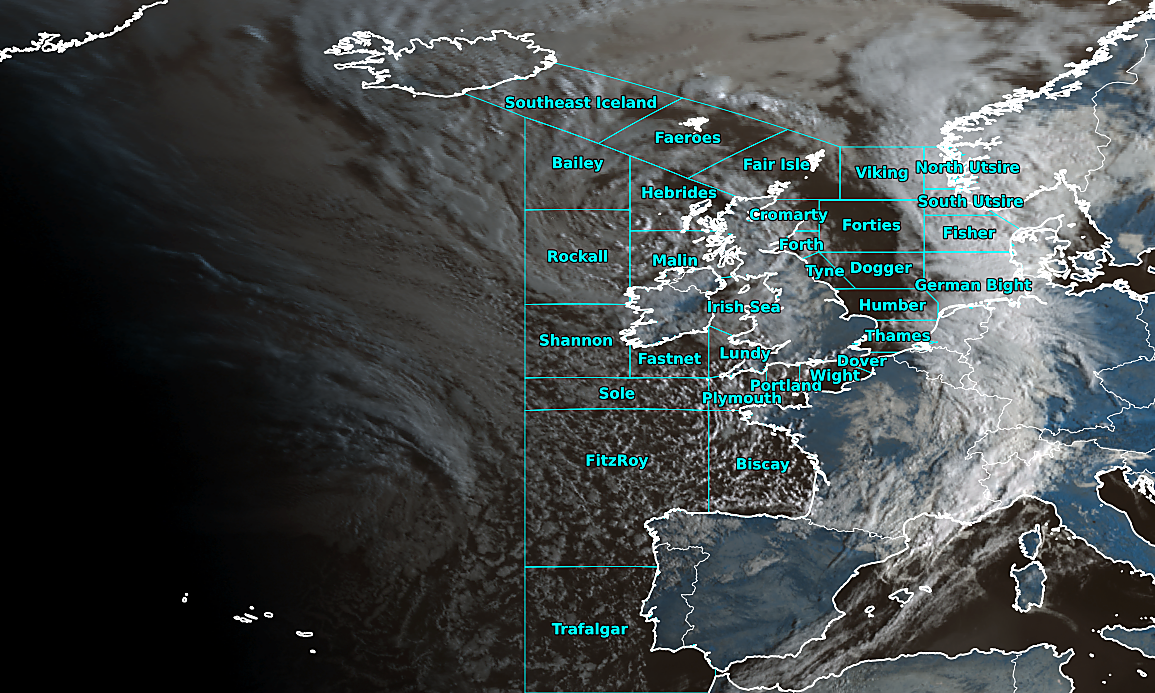 Southeast Iceland
Faeroes
Bailey
Fair Isle
Viking
North Utsire
Hebrides
South Utsire
Cromarty
Forties
Fisher
Forth
Rockall
Malin
Tyne
Dogger
German Bight
Irish Sea
Humber
Shannon
Thames
Fastnet
Lundy
Dover
Wight
Portland
Sole
Plymouth
FitzRoy
Biscay
Trafalgar